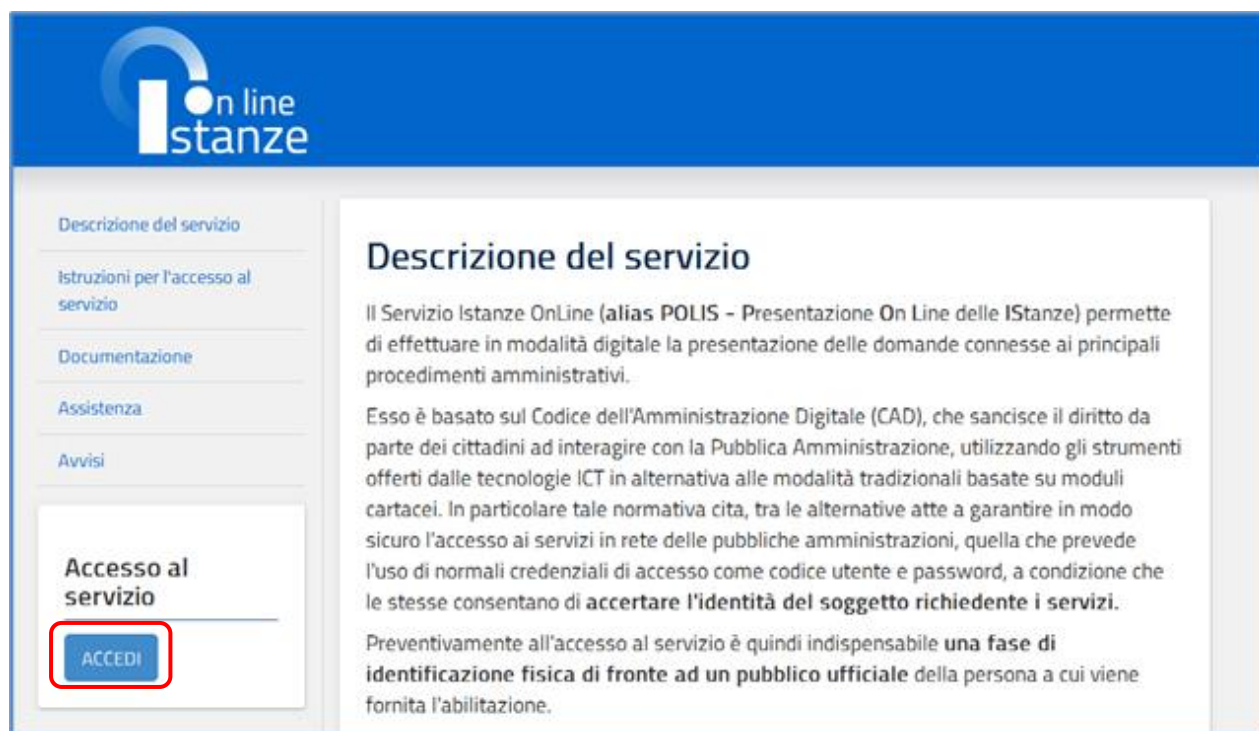 On line
Istanze
Descrizione del servizio
Istruzioni per l'accesso al
servizio
Documentazione
Assistenza
Avvisi
Accesso al
servizio
ACCEDI
Descrizione del servizio
Il Servizio Istanze OnLine (alias POLIS - Presentazione On Line delle IStanze) permette
di effettuare in modalità digitale la presentazione delle domande connesse ai principali
procedimenti amministrativi.
Esso è basato sul Codice dell'Amministrazione Digitale (CAD), che sancisce il diritto da
parte dei cittadini ad interagire con la Pubblica Amministrazione, utilizzando gli strumenti
offerti dalle tecnologie ICT in alternativa alle modalità tradizionali basate su moduli
cartacei. In particolare tale normativa cita, tra le alternative atte a garantire in modo
sicuro l'accesso ai servizi in rete delle pubbliche amministrazioni, quella che prevede
l'uso di normali credenziali di accesso come codice utente e password, a condizione che
le stesse consentano di accertare l'identità del soggetto richiedente i servizi.
Preventivamente all'accesso al servizio è quindi indispensabile una fase di
identificazione fisica di fronte ad un pubblico ufficiale della persona a cui viene
fornita l'abilitazione.